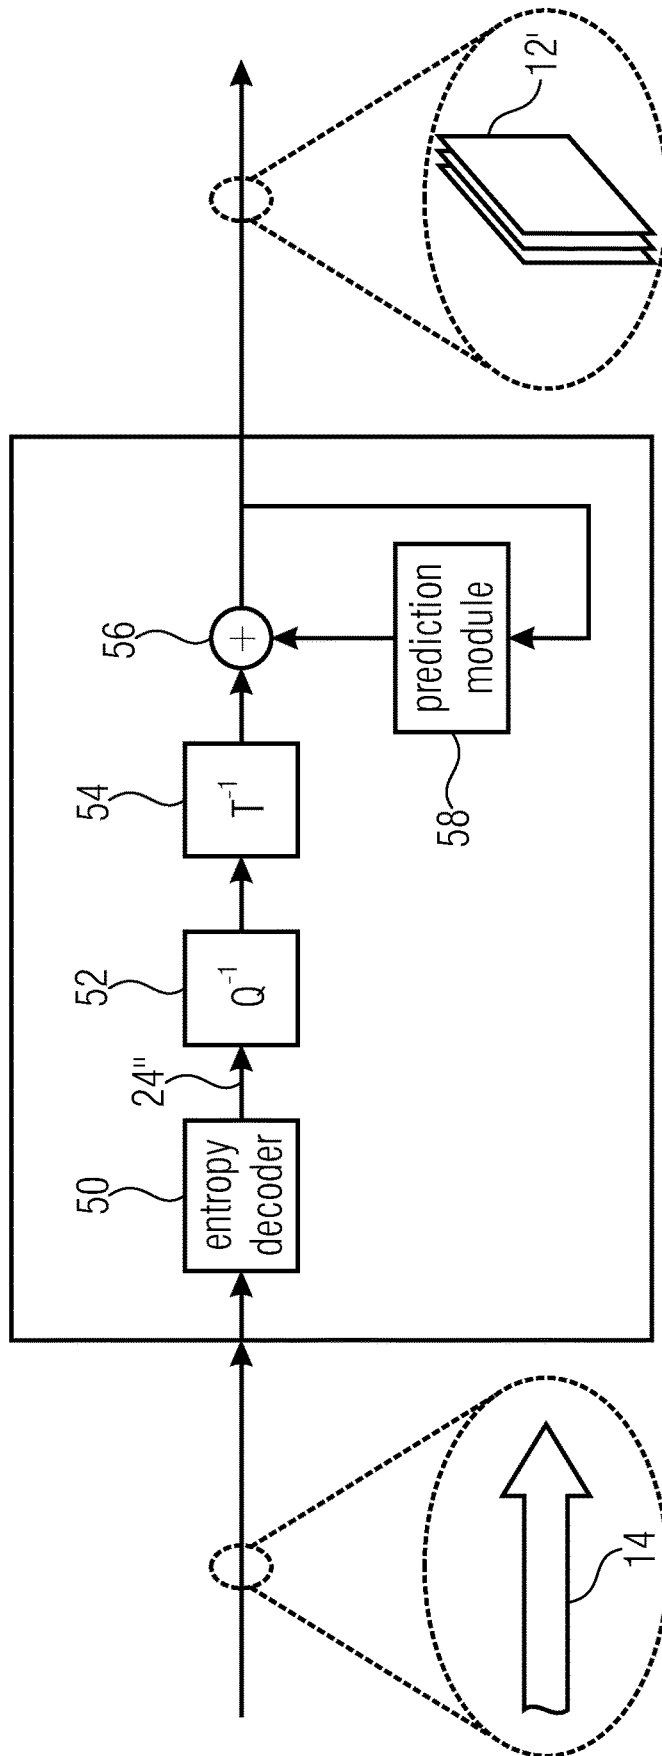 14
50
entropy
decoder
24"
52
Q⁻¹
54
T⁻¹
56
+
58
prediction
module
12'